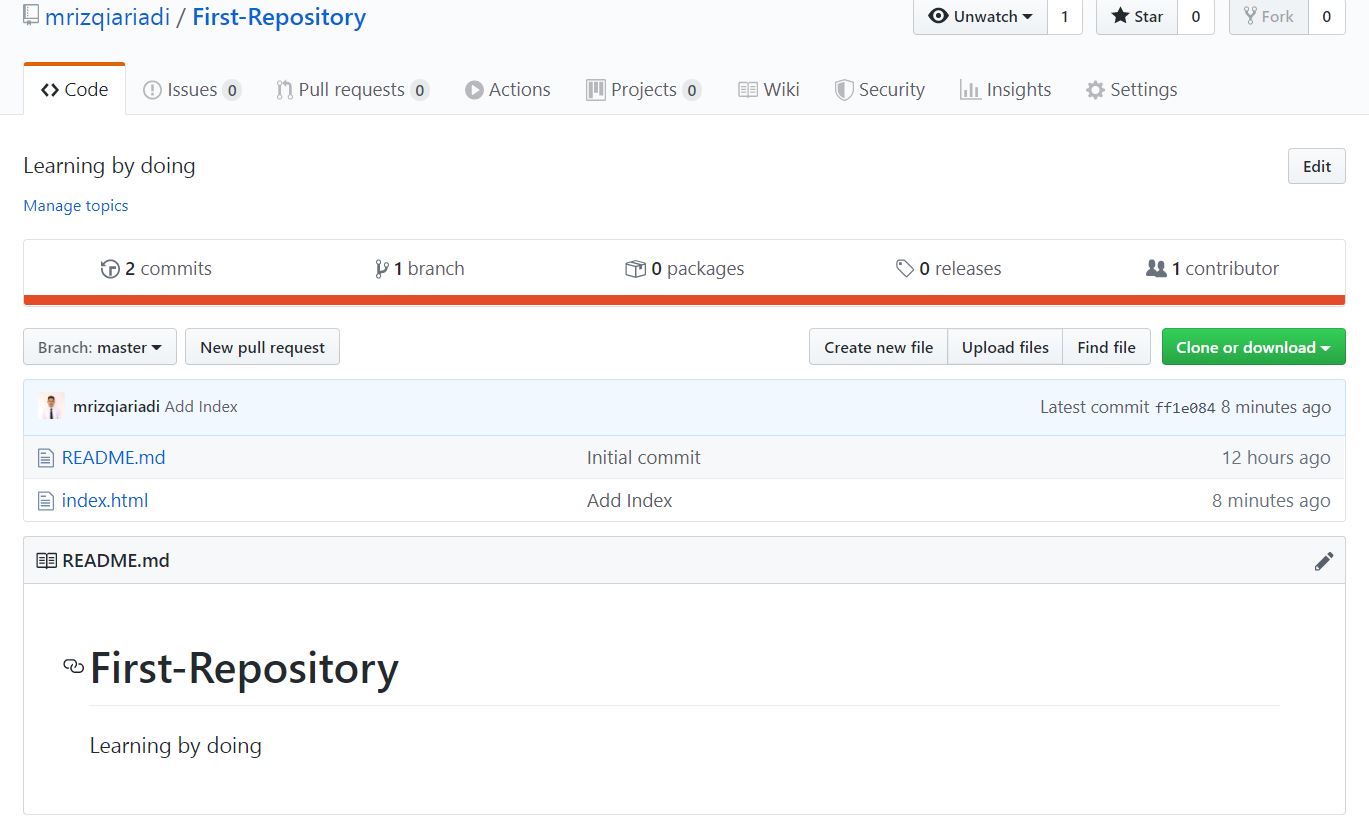 mrizqiariadi / First-Repository
Unwatch 1 Star 0 Fork 0
Code Issues 0 Pull requests 0 Actions Projects 0 Wiki Security Insights Settings
Learning by doing Edit
Manage topics
2 commits 1 branch 0 packages 0 releases 1 contributor
Branch: master New pull request Create new file Upload files Find file Clone or download
mrizqiariadi Add Index Latest commit ff1e084 8 minutes ago
README.md Initial commit 12 hours ago
index.html Add Index 8 minutes ago
README.md
First-Repository
Learning by doing